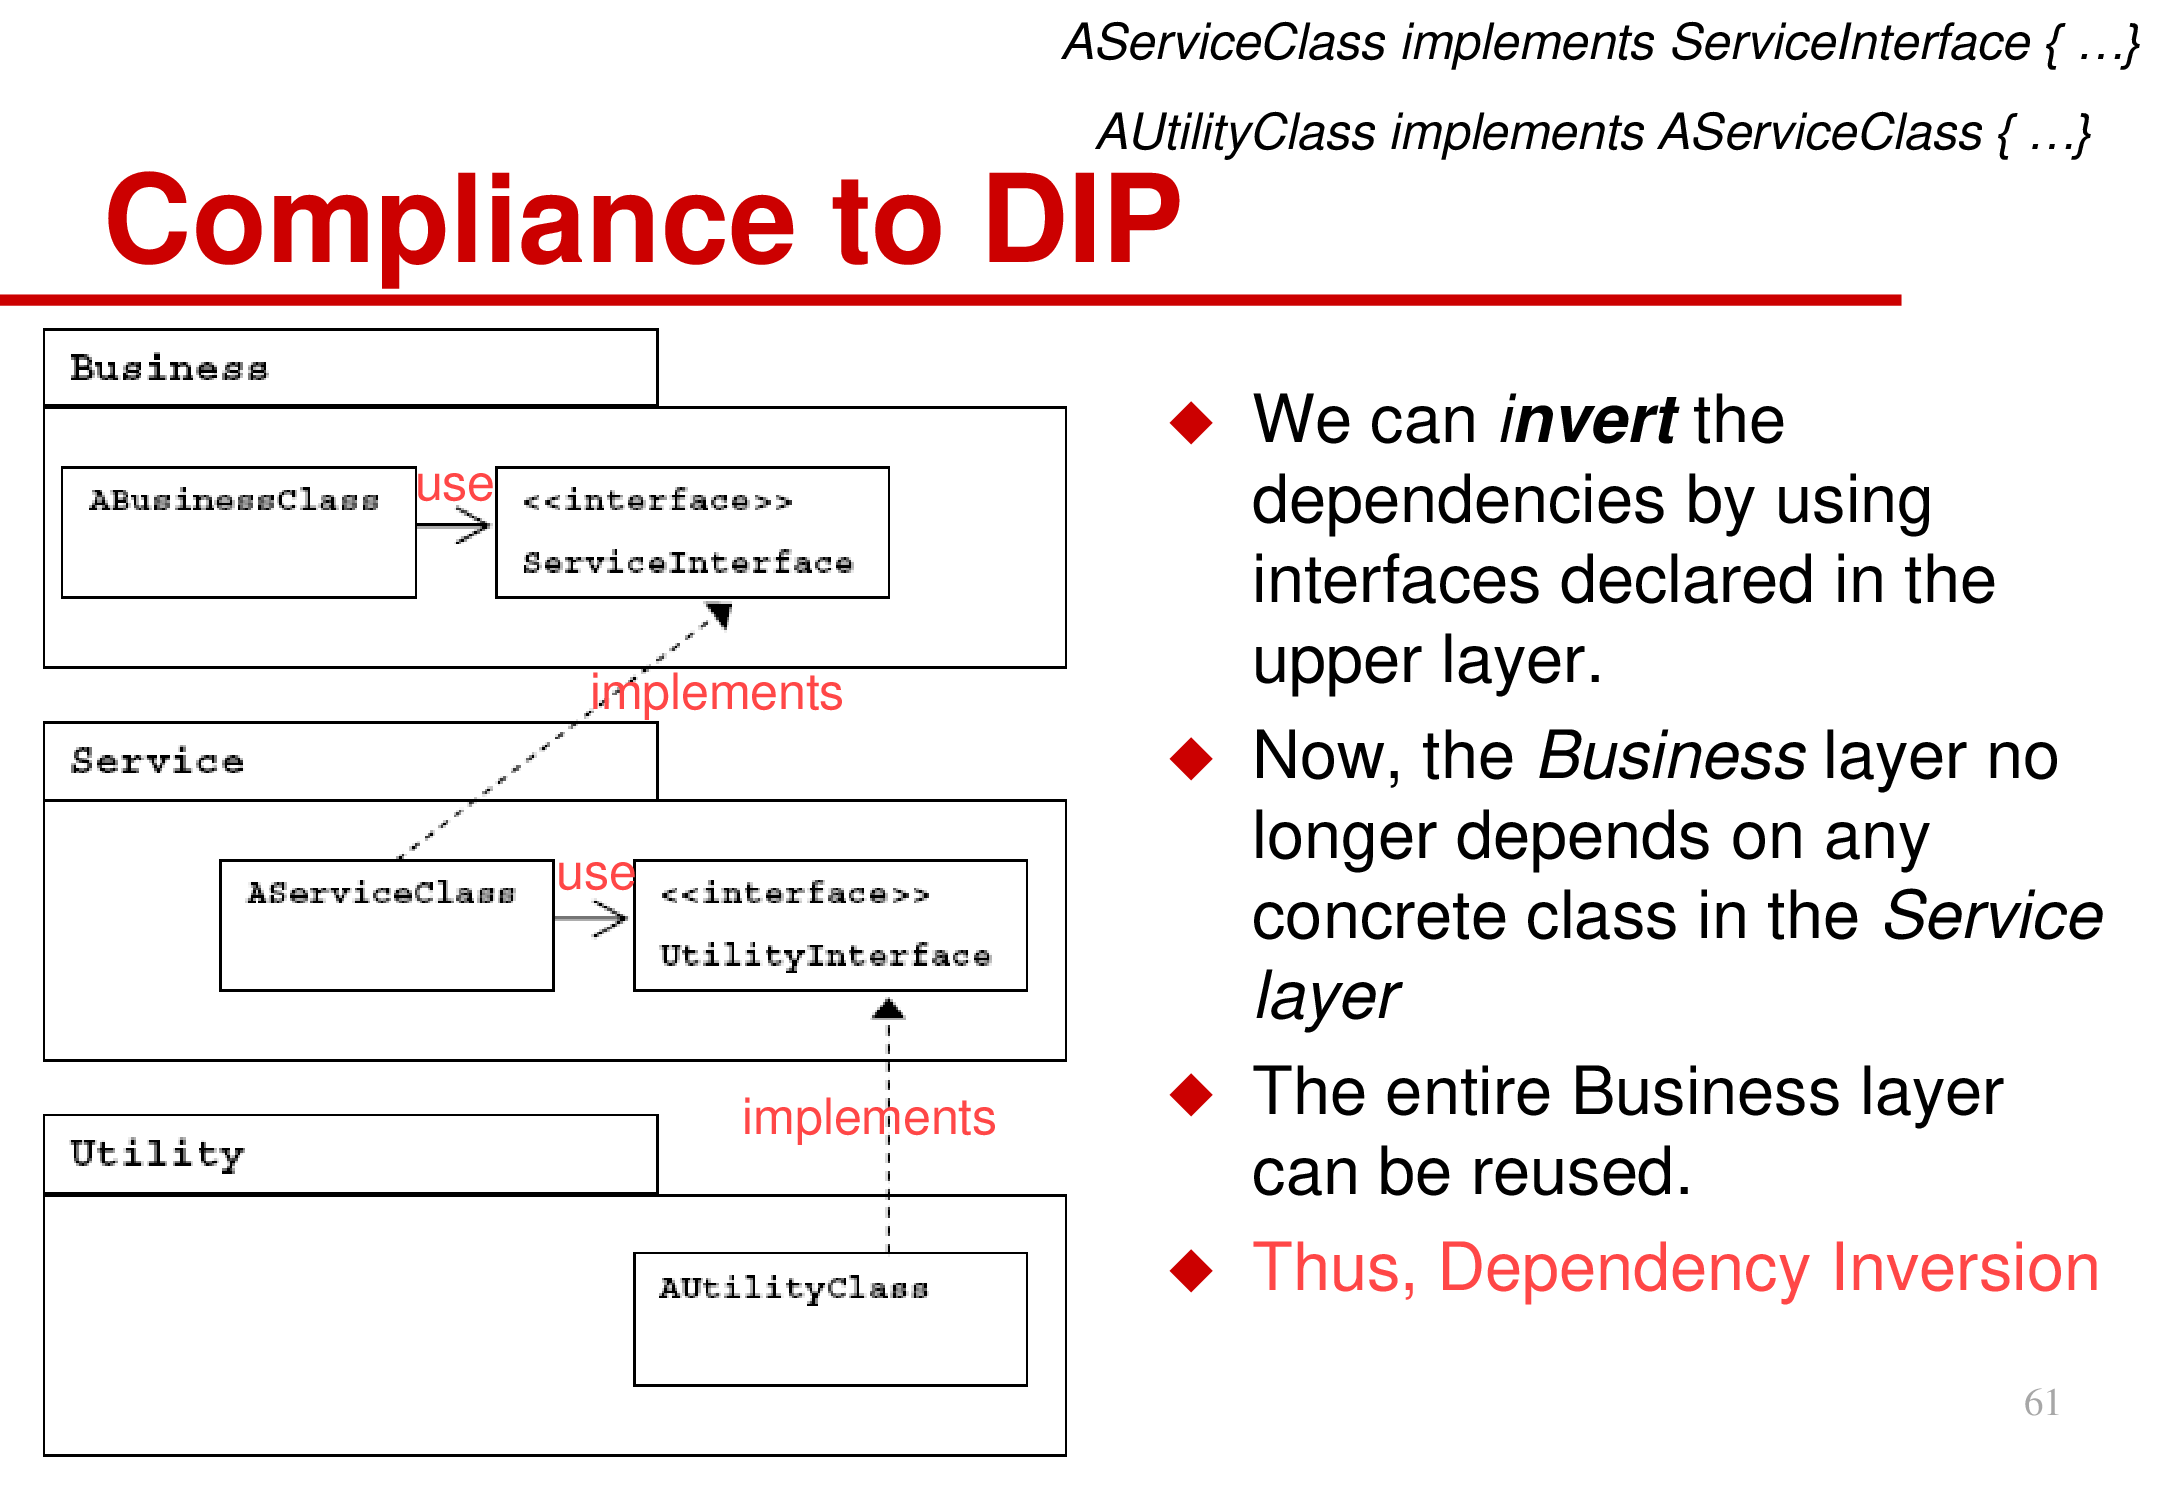 AServiceClass implements ServiceInterface { …}
AUtilityClass implements AServiceClass { …}
Compliance to DIP
Business
ABusinessClass
use
<<interface>>
ServiceInterface
implements
Service
AServiceClass
use
<<interface>>
UtilityInterface
implements
Utility
AUtilityClass
We can invert the
dependencies by using
interfaces declared in the
upper layer.
Now, the Business layer no
longer depends on any
concrete class in the Service
layer
The entire Business layer
can be reused.
Thus, Dependency Inversion
61